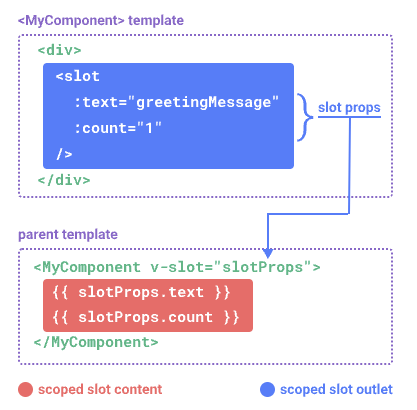 <MyComponent> template
<div>
<slot
:text="greetingMessage"
:count="1"
/>
slot props
</div>
parent template
<MyComponent v-slot="slotProps">
{{ slotProps.text }}
{{ slotProps.count }}
</MyComponent>
scoped slot content
scoped slot outlet